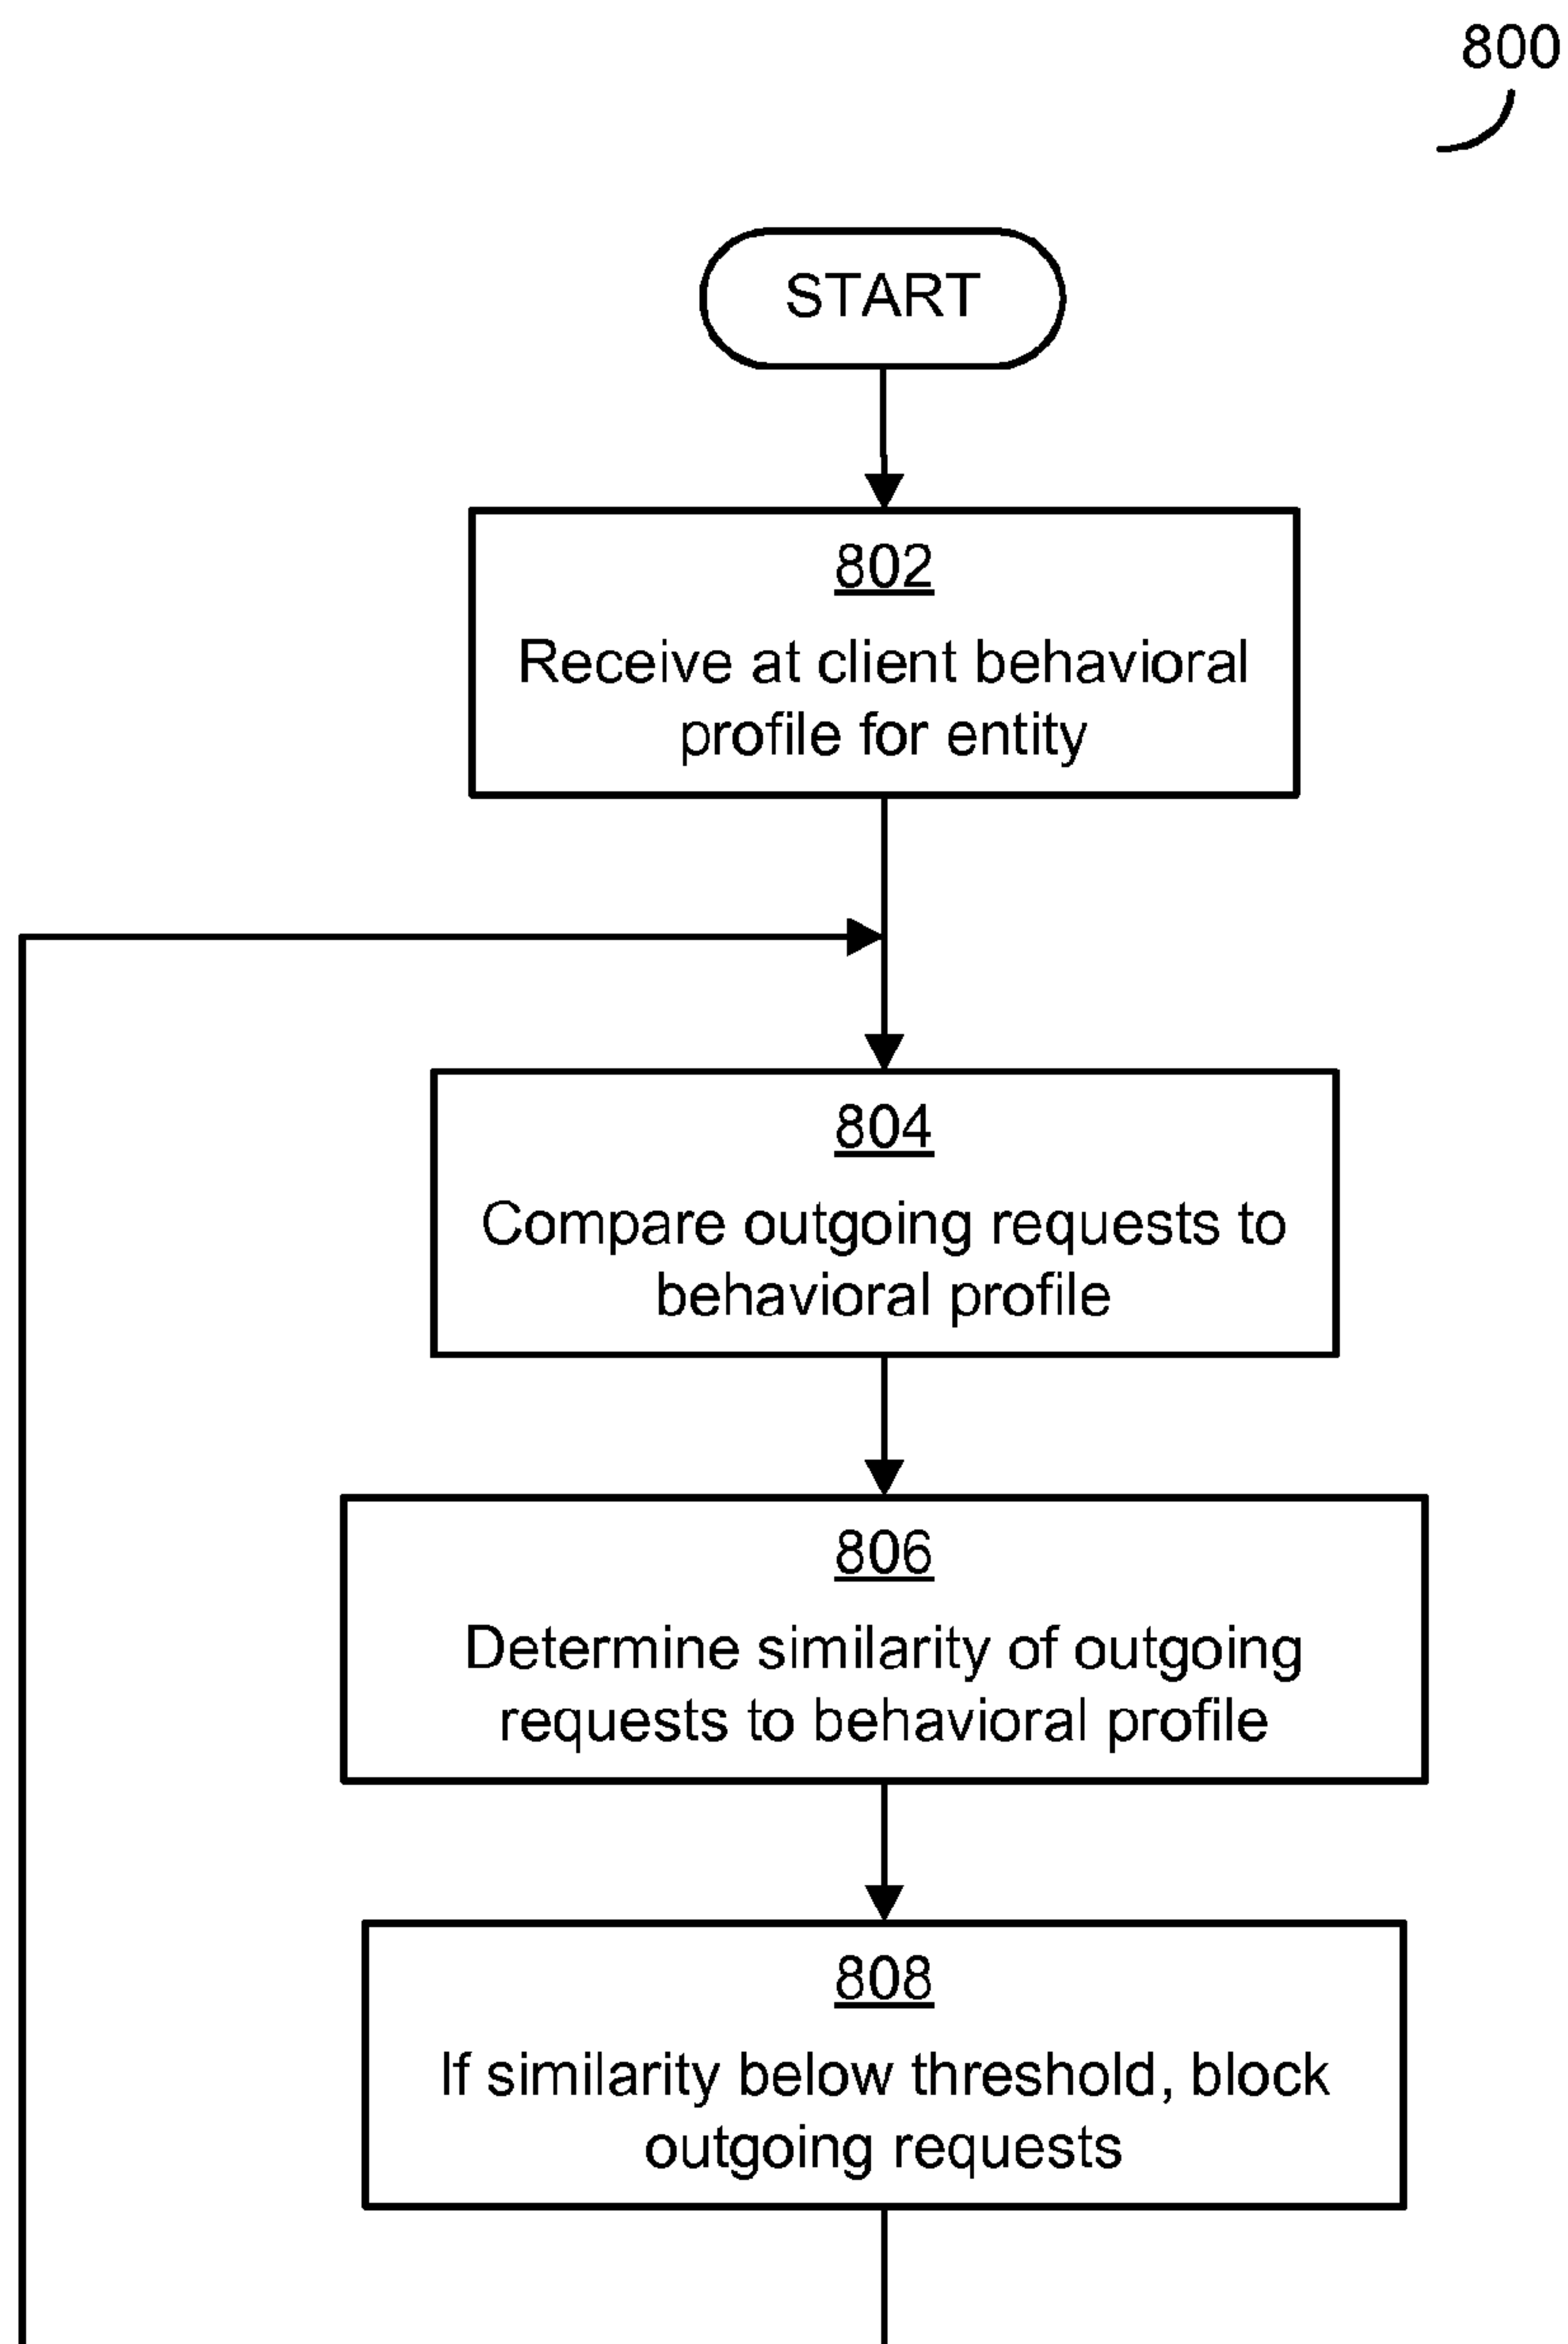 800
START
802
Receive at client behavioral
profile for entity
804
Compare outgoing requests to
behavioral profile
806
Determine similarity of outgoing
requests to behavioral profile
808
If similarity below threshold, block
outgoing requests